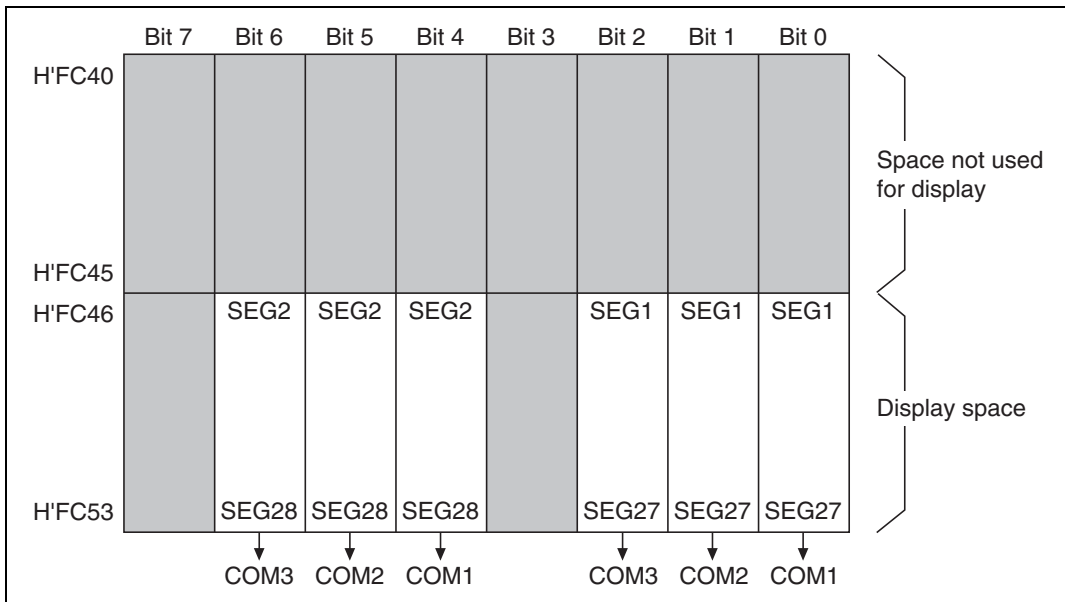 Bit 7 Bit 6 Bit 5 Bit 4 Bit 3 Bit 2 Bit 1 Bit 0
H'FC40
Space not used
for display
H'FC45
H'FC46 SEG2 SEG2 SEG2 SEG1 SEG1 SEG1
Display space
H'FC53 SEG28 SEG28 SEG28 SEG27 SEG27 SEG27
COM3 COM2 COM1 COM3 COM2 COM1